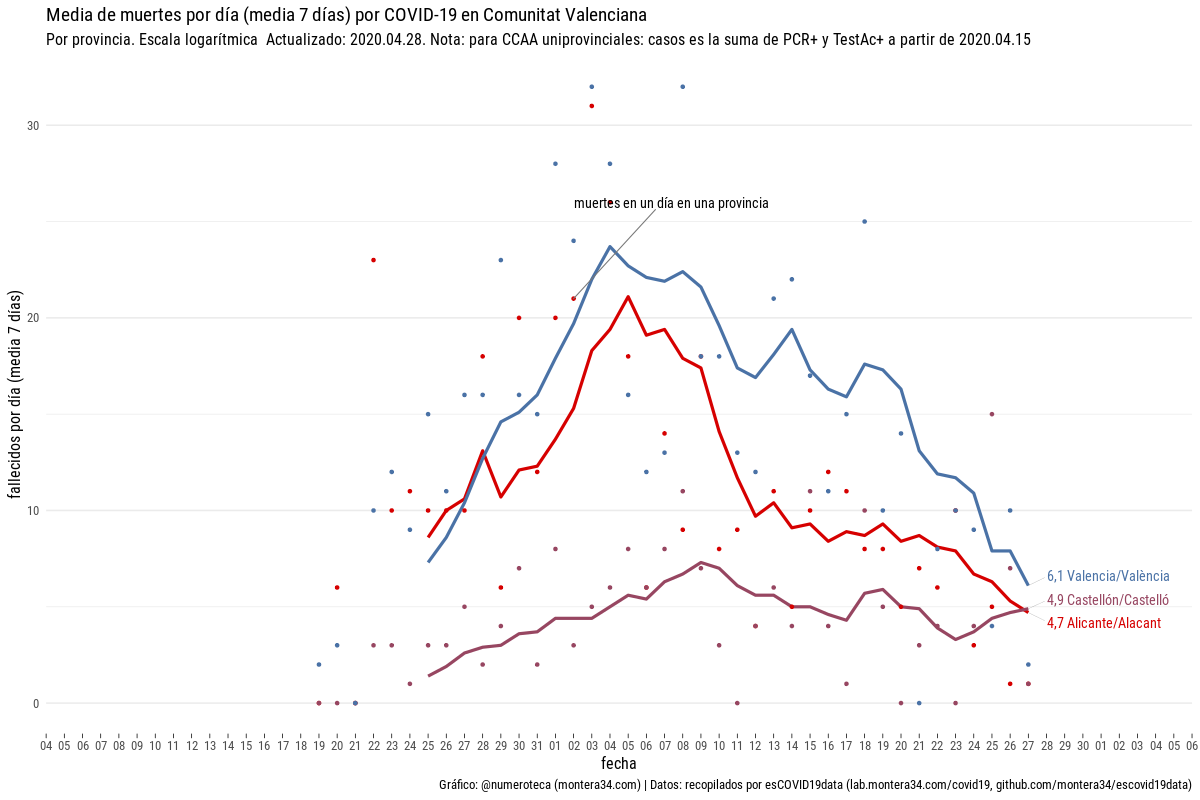 Media de muertes por día (media 7 días) por COVID-19 en Comunitat Valenciana
Por provincia. Escala logarítmica  Actualizado: 2020.04.28. Nota: para CCAA uniprovinciales: casos es la suma de PCR+ y TestAc+ a partir de 2020.04.15
fallecidos por día (media  7 días)
30
20
10
0
muertes en un día en una provincia
6,1 Valencia/València
4,9 Castellón/Castelló
4,7 Alicante/Alacant
04 05 06 07 08 09 10 11 12 13 14 15 16 17 18 19 20 21 22 23 24 25 26 27 28 29 30 31 01 02 03 04 05 06 07 08 09 10 11 12 13 14 15 16 17 18 19 20 21 22 23 24 25 26 27 28 29 30 01 02 03 04 05 06
fecha
Gráfico: @numeroteca (montera34.com) | Datos: recopilados por esCOVID19data (lab.montera34.com/covid19, github.com/montera34/escovid19data)